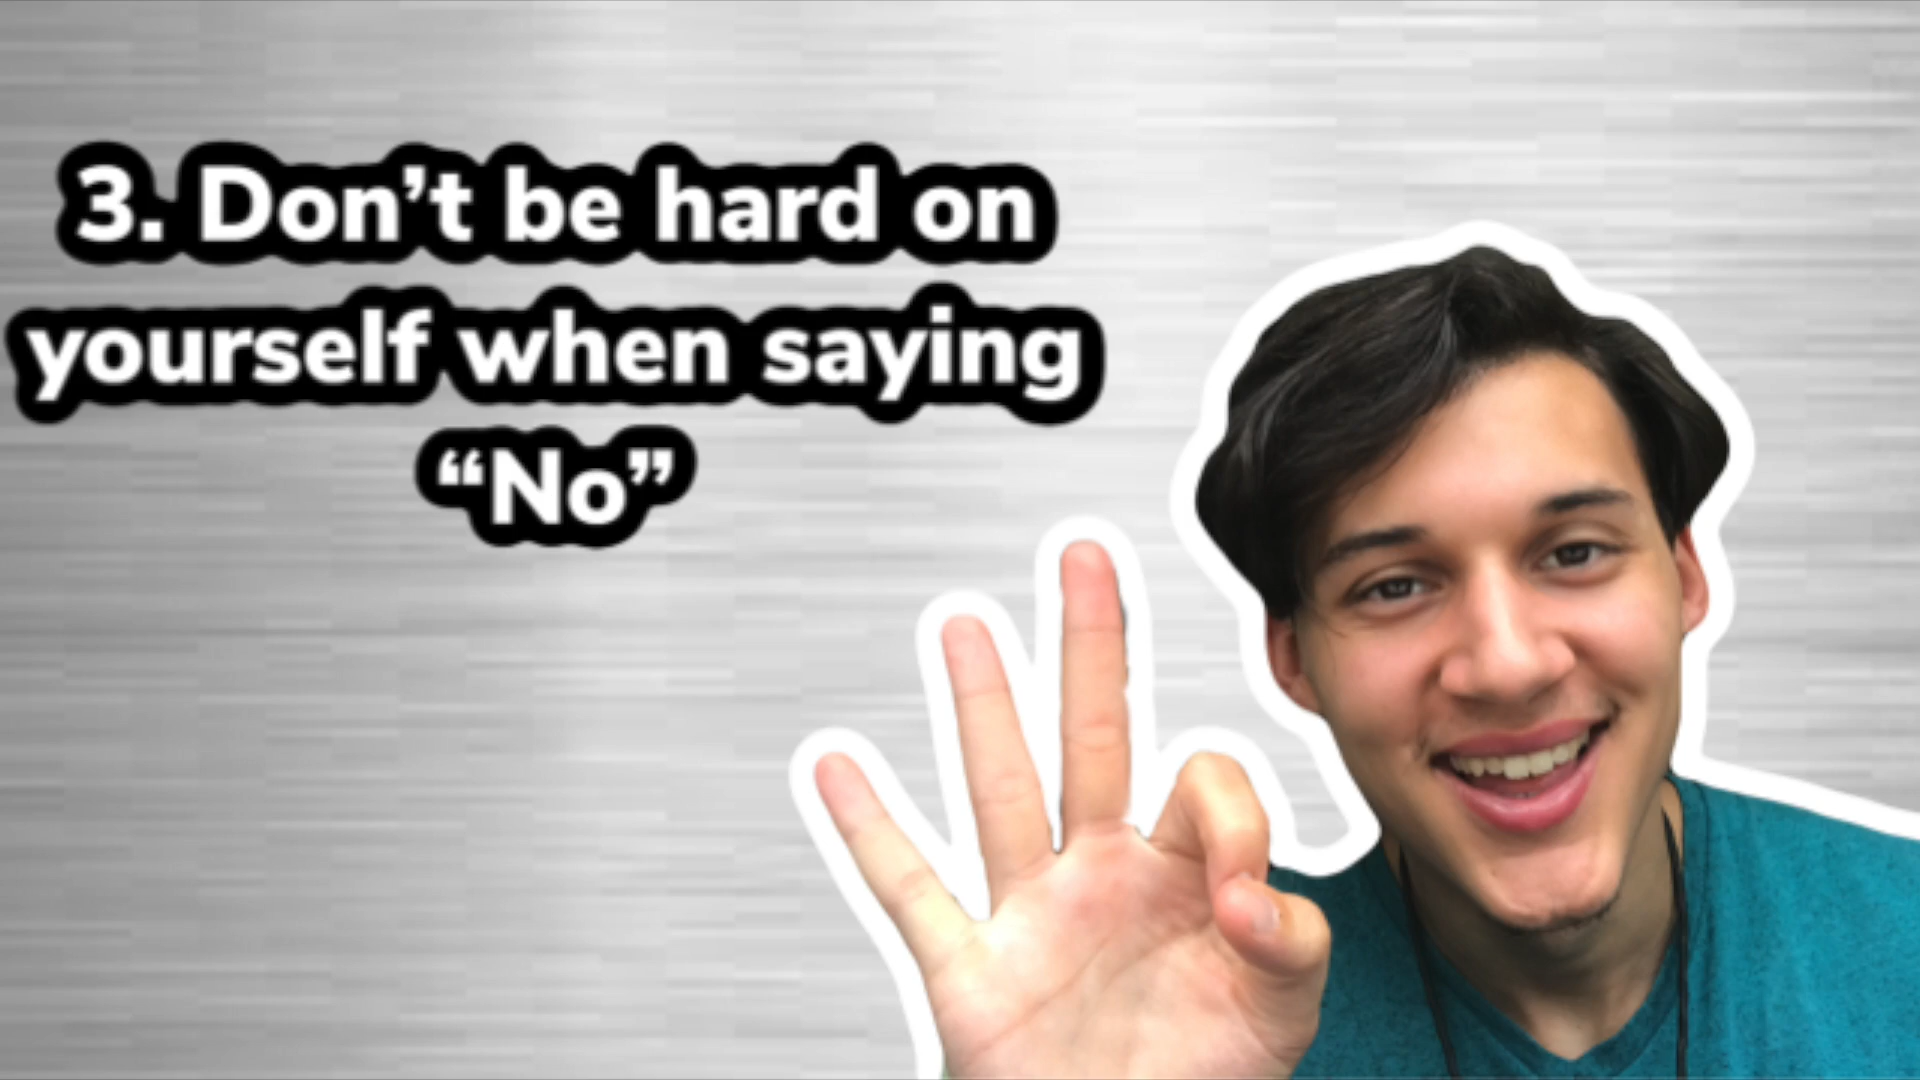 3. Don’t be hard on
yourself when saying
“No”